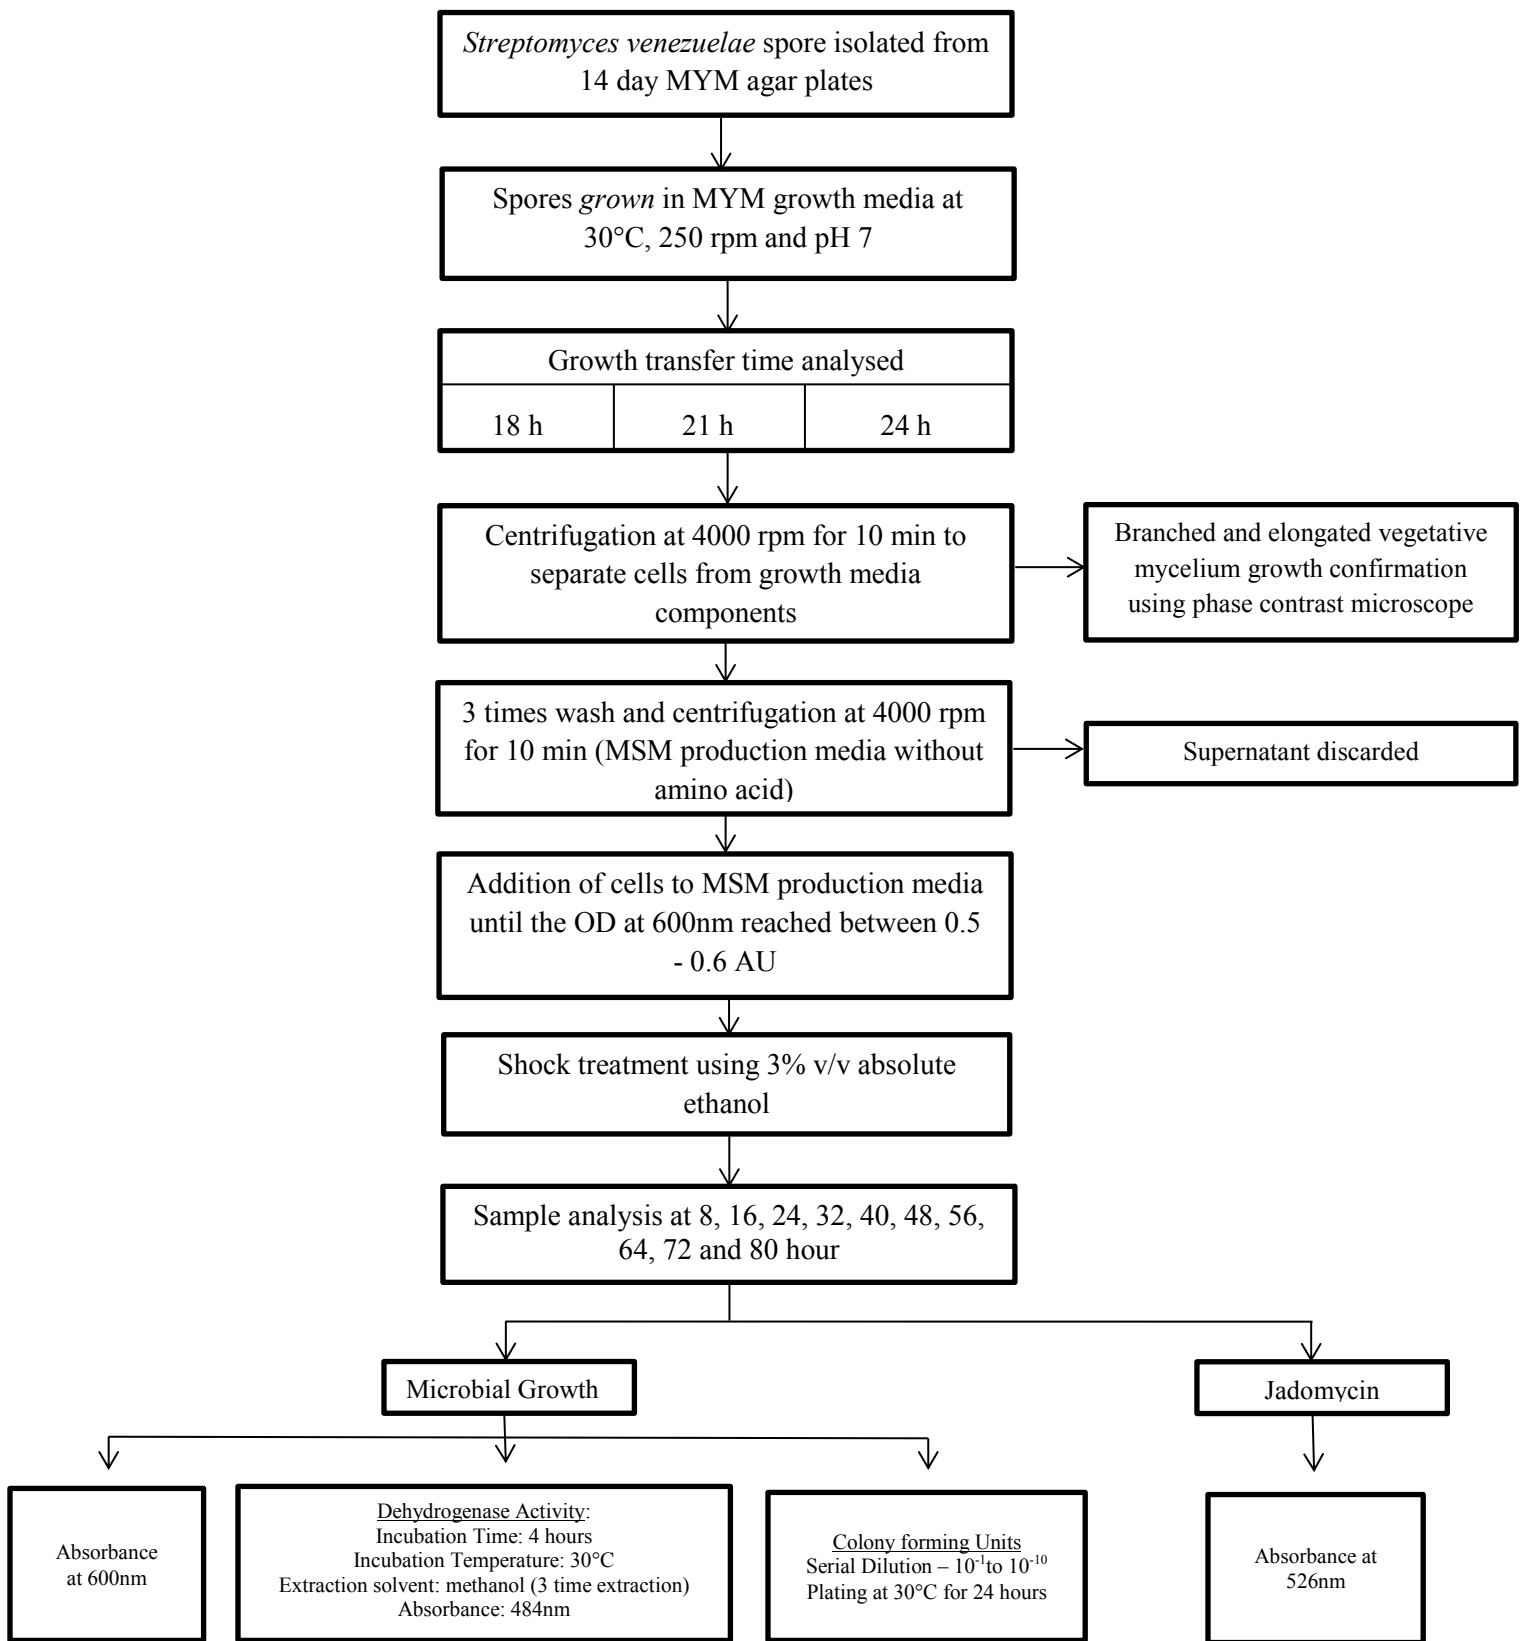 Streptomyces venezuelae spore isolated from
14 day MYM agar plates
Spores grown in MYM growth media at
30°C, 250 rpm and pH 7
Growth transfer time analysed
18 h
21 h
24 h
Centrifugation at 4000 rpm for 10 min to
separate cells from growth media
components
Branched and elongated vegetative
mycelium growth confirmation
using phase contrast microscope
3 times wash and centrifugation at 4000 rpm
for 10 min (MSM production media without
amino acid)
Supernatant discarded
Addition of cells to MSM production media
until the OD at 600nm reached between 0.5
- 0.6 AU
Shock treatment using 3% v/v absolute
ethanol
Sample analysis at 8, 16, 24, 32, 40, 48, 56,
64, 72 and 80 hour
Microbial Growth
Jadomycin
Absorbance
at 600nm
Dehydrogenase Activity:
Incubation Time: 4 hours
Incubation Temperature: 30°C
Extraction solvent: methanol (3 time extraction)
Absorbance: 484nm
Colony forming Units
Serial Dilution – 10⁻¹to 10⁻¹⁰
Plating at 30°C for 24 hours
Absorbance at
526nm